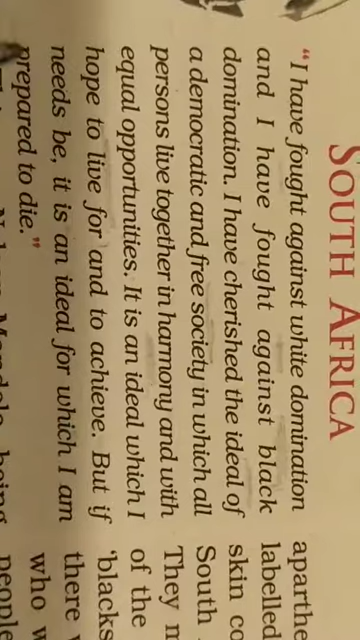 SOUTH AFRICA
“I have fought against white domination
and I have fought against black
domination. I have cherished the ideal of
a democratic and free society in which all
persons live together in harmony and with
equal opportunities. It is an ideal which I
hope to live for and to achieve. But if
needs be, it is an ideal for which I am
prepared to die.”
Mandela being
aparthe
labelled
skin co
South
They n
of the
‘blacks
there
who w
people